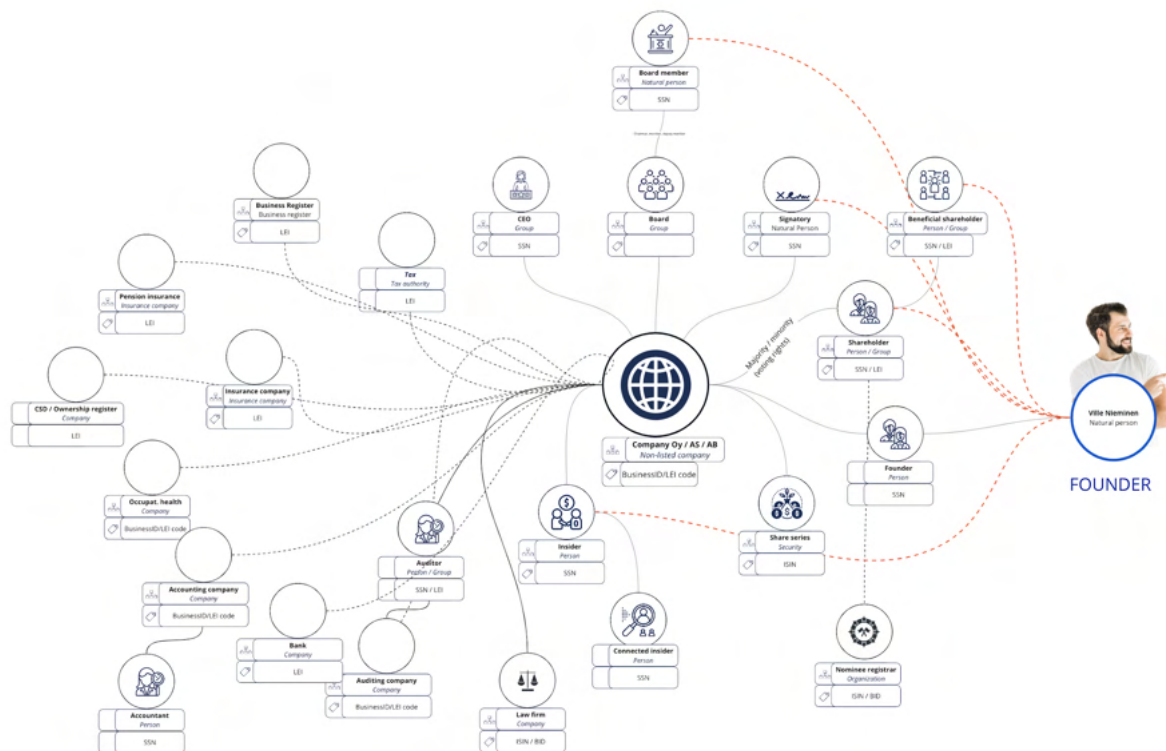 Board member
Natural person
SSN
Business Register
Business register
LEI
CEO
Group
SSN
Board
Group
Signatory
Natural Person
SSN
Beneficial shareholder
Person / Group
SSN / LEI
Tax
Tax authority
LEI
Pension insurance
Insurance company
LEI
Majority / minority
(voting rights)
Shareholder
Person / Group
SSN / LEI
Insurance company
Insurance company
LEI
CSD / Ownership register
Company
LEI
Ville Nieminen
Natural person
FOUNDER
Company Oy / AS / AB
Non-listed company
BusinessID/LEI code
Founder
Person
SSN
Occupat. health
Company
BusinessID/LEI code
Insider
Person
SSN
Share series
Security
ISIN
Auditor
Person / Group
SSN / LEI
Accounting company
Company
BusinessID/LEI code
Bank
Company
LEI
Auditing company
Company
BusinessID/LEI code
Connected insider
Person
SSN
Nominee registrar
Organization
ISIN / BID
Accountant
Person
SSN
Law firm
Company
ISIN / BID